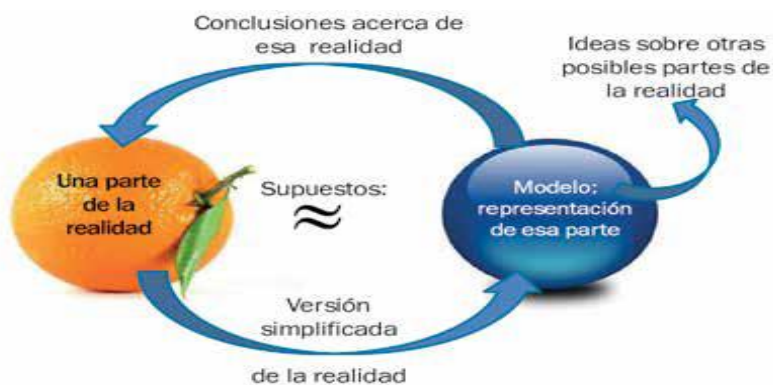 Conclusiones acerca de
esa realidad
Ideas sobre otras
posibles partes de
la realidad
Una parte
de la
realidad
Supuestos:
≈
Modelo:
representación
de esa parte
Versión
simplificada
de la realidad